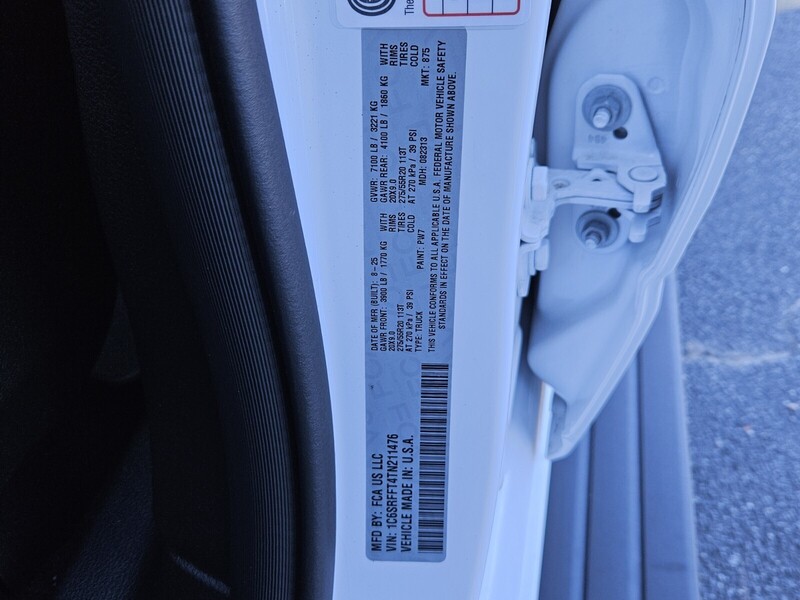 The
MFD BY: FCA US LLC
VIN: 1C6SRFFT4TN211476
VEHICLE MADE IN: U.S.A.
DATE OF MFR (BUILT): 8-25
GVWR: 7100 LB / 3221 KG
GAWR FRONT: 3900 LB / 1770 KG WITH
20X9.0 RIMS
275/55R20 113T TIRES
AT 270 kPa / 39 PSI COLD
GAWR REAR: 4100 LB / 1860 KG WITH
20X9.0 RIMS
275/55R20 113T TIRES
AT 270 kPa / 39 PSI COLD
TYPE: TRUCK PAINT: PW7 MDH: 082313 MKT: 875
THIS VEHICLE CONFORMS TO ALL APPLICABLE U.S.A. FEDERAL MOTOR VEHICLE SAFETY
STANDARDS IN EFFECT ON THE DATE OF MANUFACTURE SHOWN ABOVE.